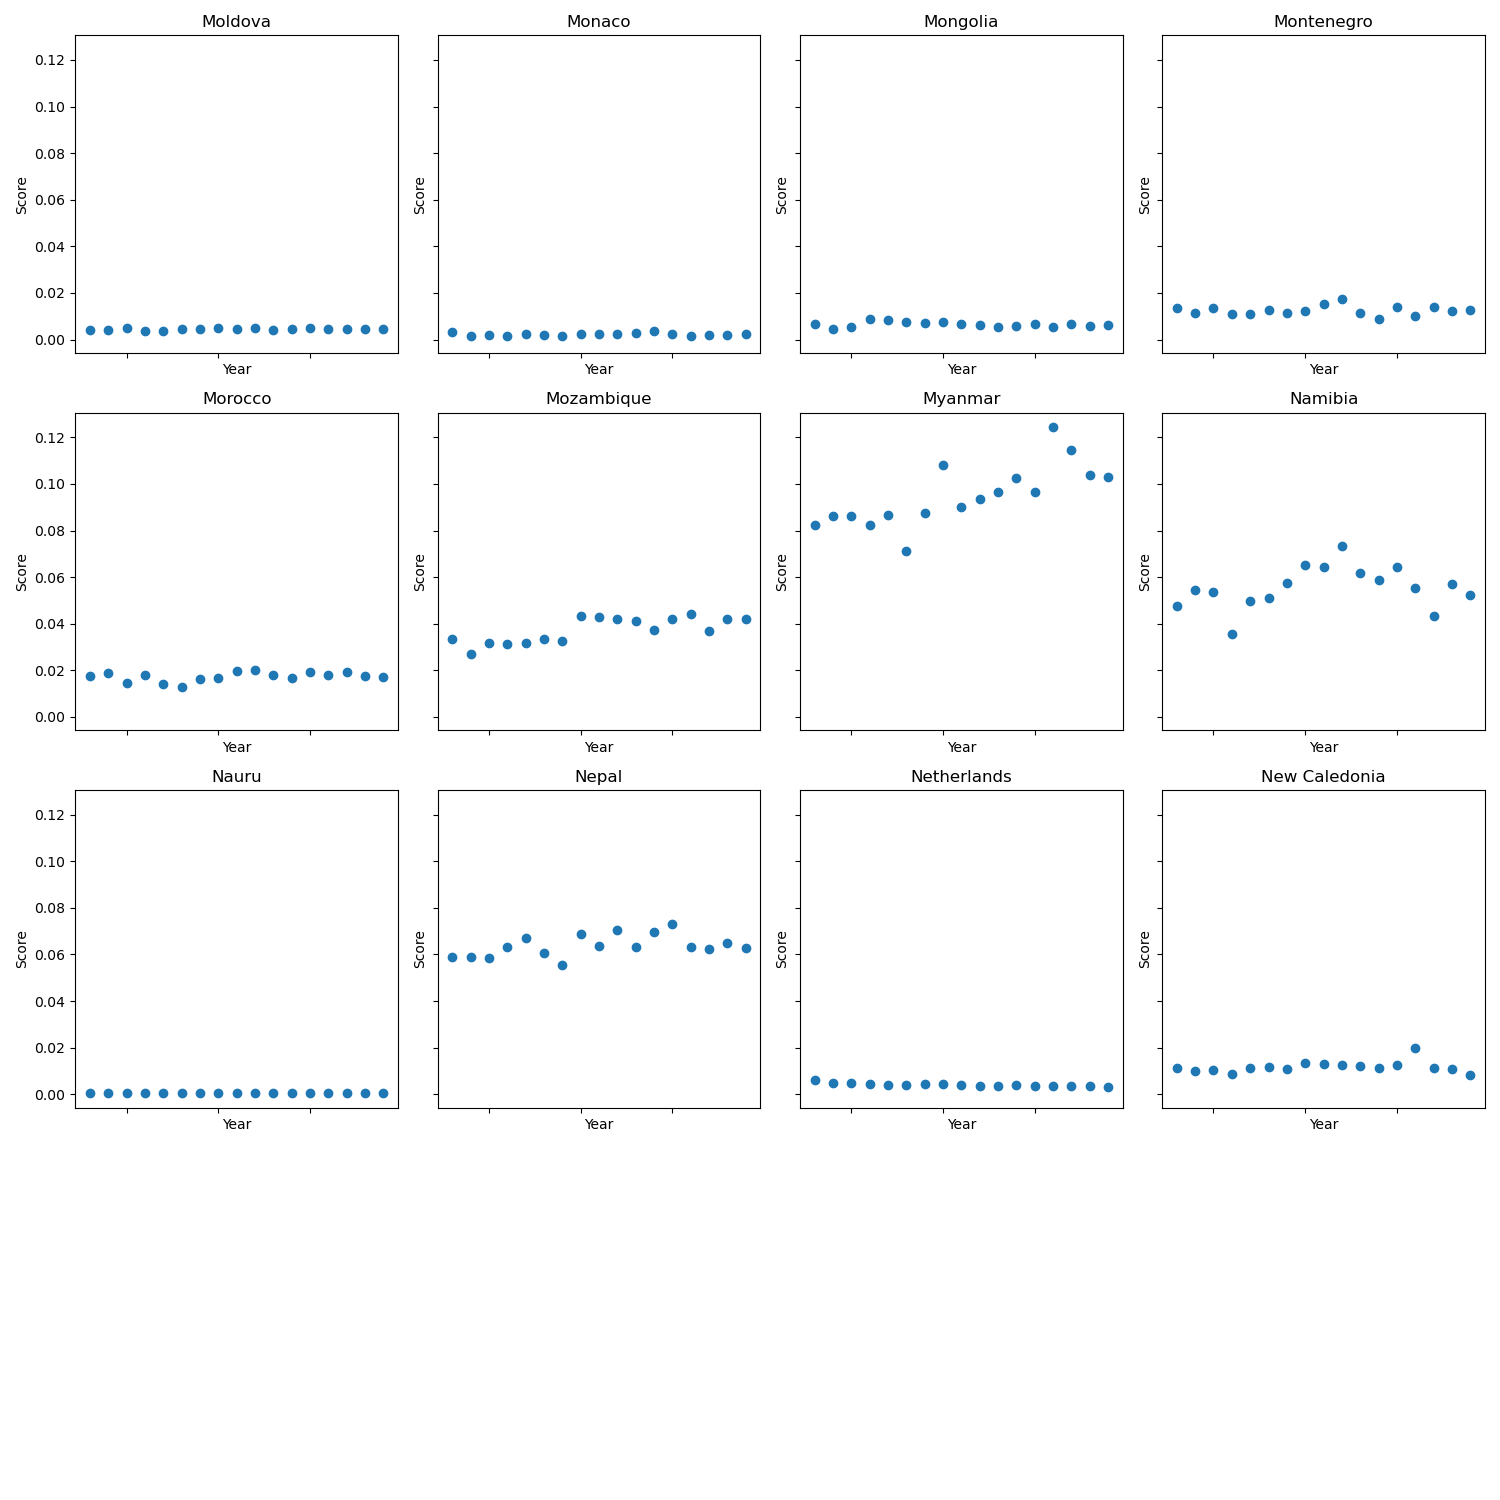 Moldova
Monaco
Mongolia
Montenegro
0.12
0.10
0.08
0.06
0.04
0.02
0.00
Score
Score
Score
Score
Year
Year
Year
Year
Morocco
Mozambique
Myanmar
Namibia
0.12
0.10
0.08
0.06
0.04
0.02
0.00
Score
Score
Score
Score
Year
Year
Year
Year
Nauru
Nepal
Netherlands
New Caledonia
0.12
0.10
0.08
0.06
0.04
0.02
0.00
Score
Score
Score
Score
Year
Year
Year
Year